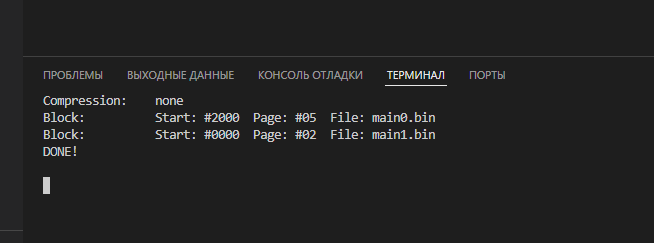 ПРОБЛЕМЫ ВЫХОДНЫЕ ДАННЫЕ КОНСОЛЬ ОТЛАДКИ ТЕРМИНАЛ ПОРТЫ
Compression: none
Block: Start: #2000 Page: #05 File: main0.bin
Block: Start: #0000 Page: #02 File: main1.bin
DONE!